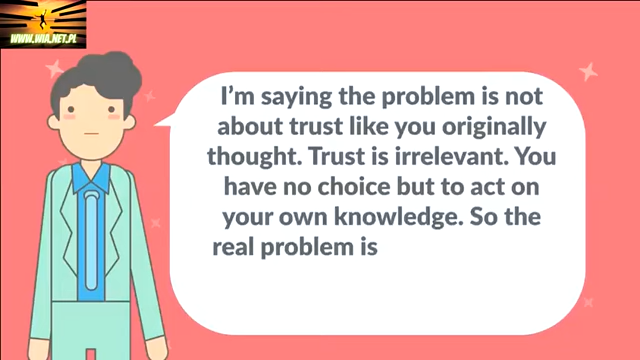 WWW.WIA.NET.PL
I'm saying the problem is not
about trust like you originally
thought. Trust is irrelevant. You
have no choice but to act on
your own knowledge. So the
real problem is